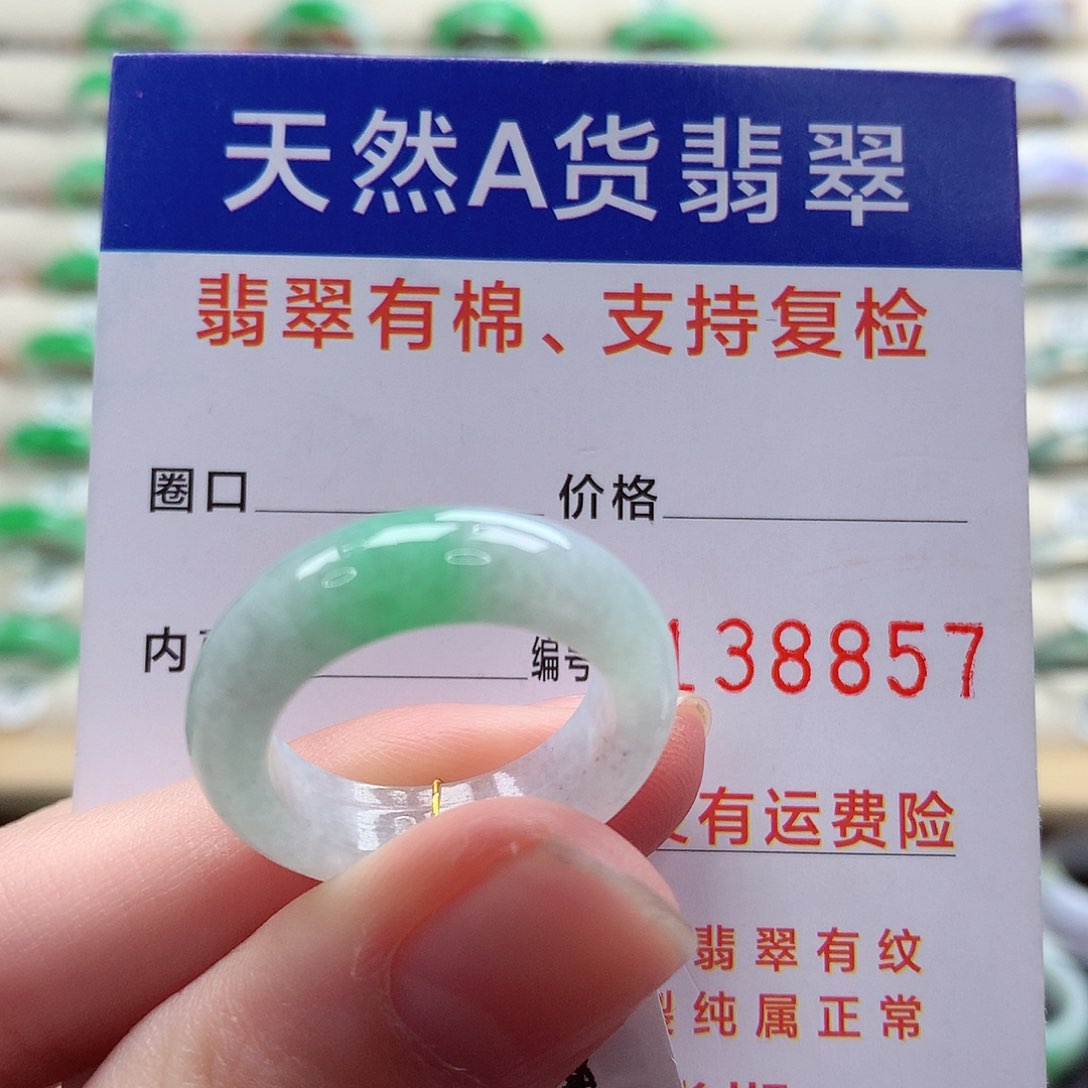 天然A货翡翠
翡翠有棉、支持复检
圈口 价格
内 编号 138857
有运费险
翡翠有纹
裂纯属正常